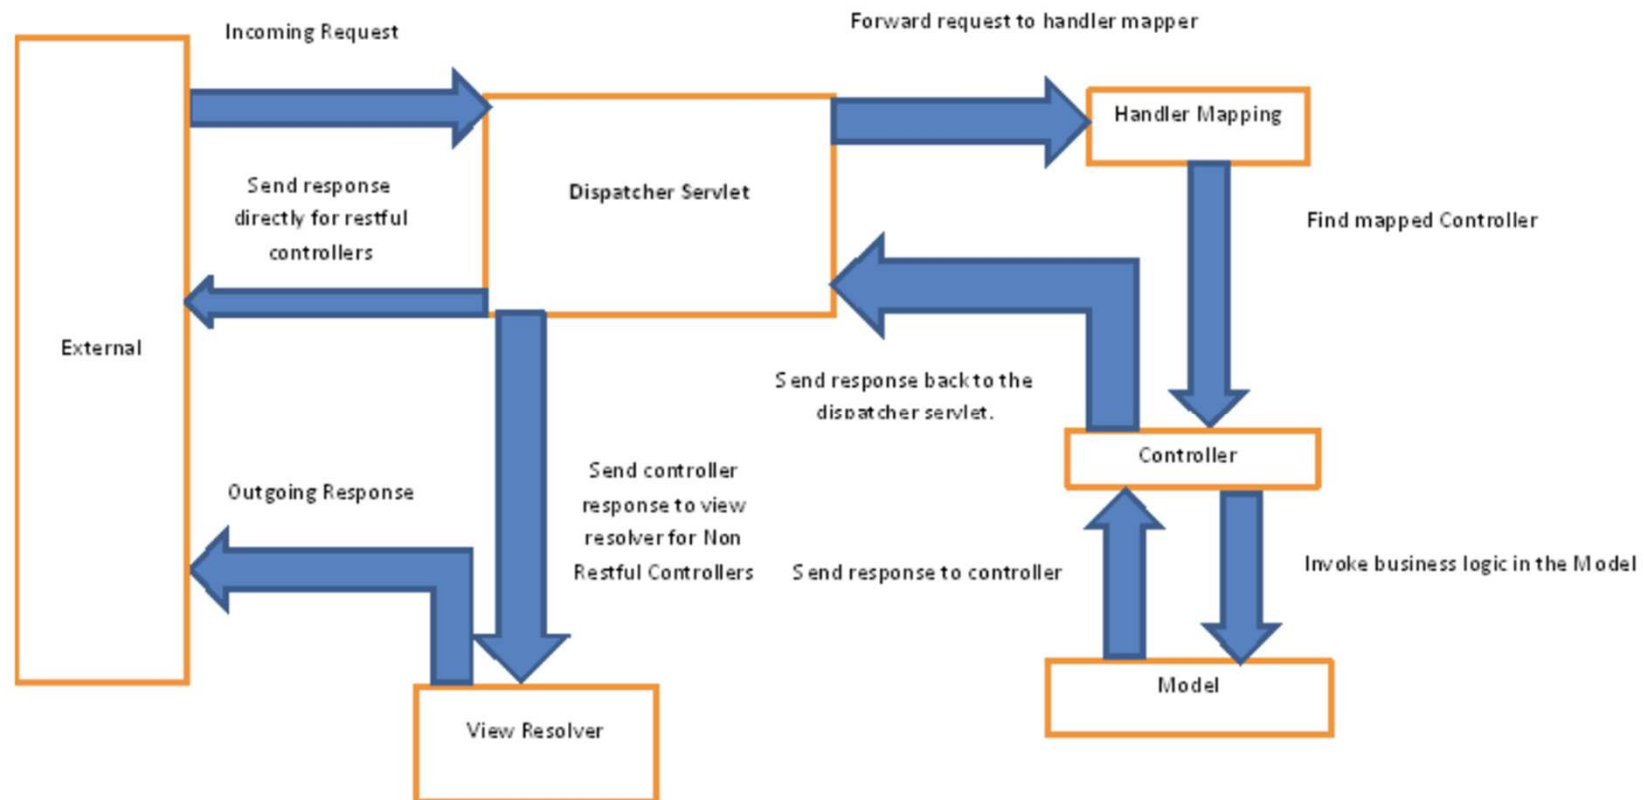 Incoming Request
Forward request to handler mapper
Handler Mapping
Send response
directly for restful
controllers
Dispatcher Servlet
Find mapped Controller
External
Send response back to the
dispatcher servlet.
Controller
Outgoing Response
Send controller
response to view
resolver for Non
Restful Controllers
Send response to controller
Invoke business logic in the Model
Model
View Resolver